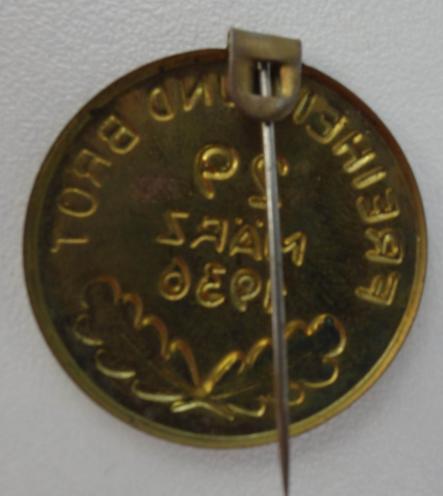 FREIHEIT UND BROT
29
MÄRZ
1936